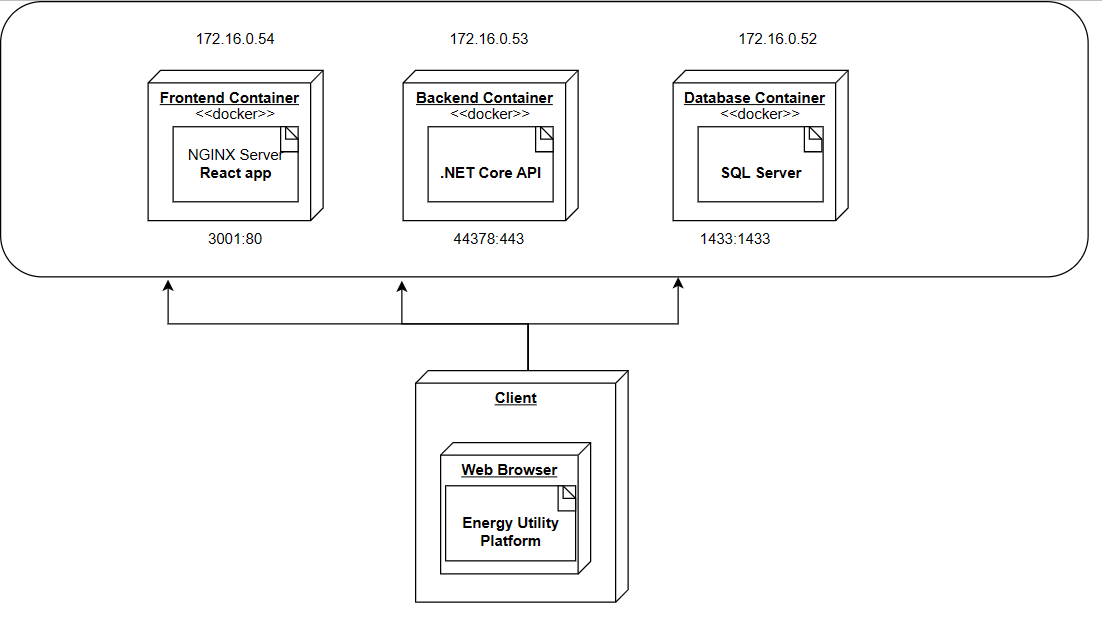 172.16.0.54
172.16.0.53
172.16.0.52
Frontend Container
<<docker>>
NGINX Server
React app
3001:80
Backend Container
<<docker>>
.NET Core API
44378:443
Database Container
<<docker>>
SQL Server
1433:1433
Client
Web Browser
Energy Utility
Platform